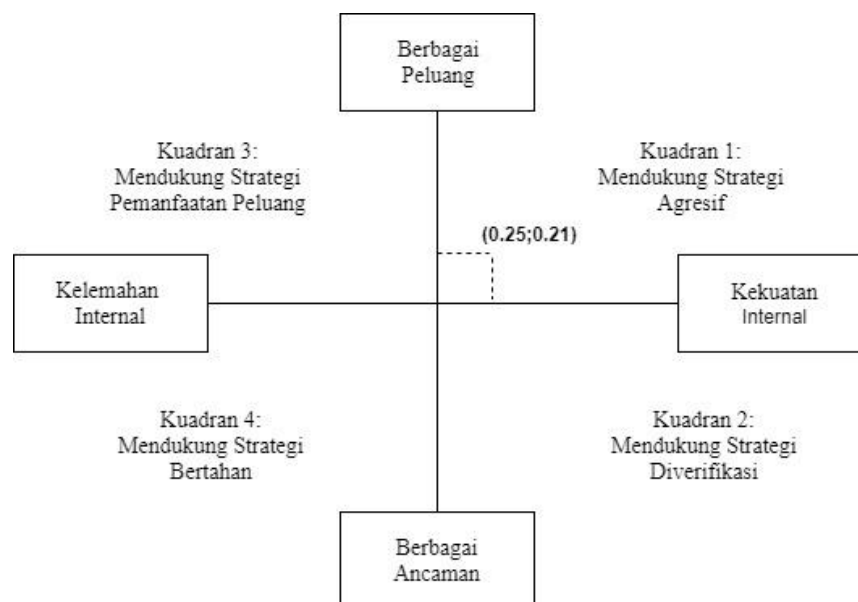 Berbagai
Peluang
Kuadran 3:
Mendukung Strategi
Pemanfaatan Peluang
Kuadran 1:
Mendukung Strategi
Agresif
(0.25;0.21)
Kelemahan
Internal
Kekuatan
Internal
Kuadran 4:
Mendukung Strategi
Bertahan
Kuadran 2:
Mendukung Strategi
Diverifikasi
Berbagai
Ancaman